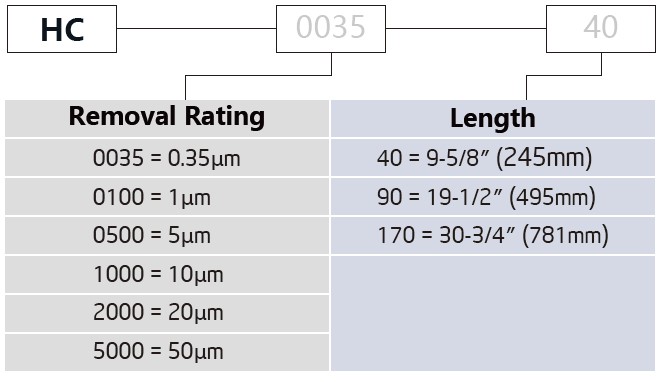 HC 0035 40
Removal Rating Length
0035 = 0.35µm 40 = 9-5/8″ (245mm)
0100 = 1µm 90 = 19-1/2″ (495mm)
0500 = 5µm 170 = 30-3/4″ (781mm)
1000 = 10µm
2000 = 20µm
5000 = 50µm